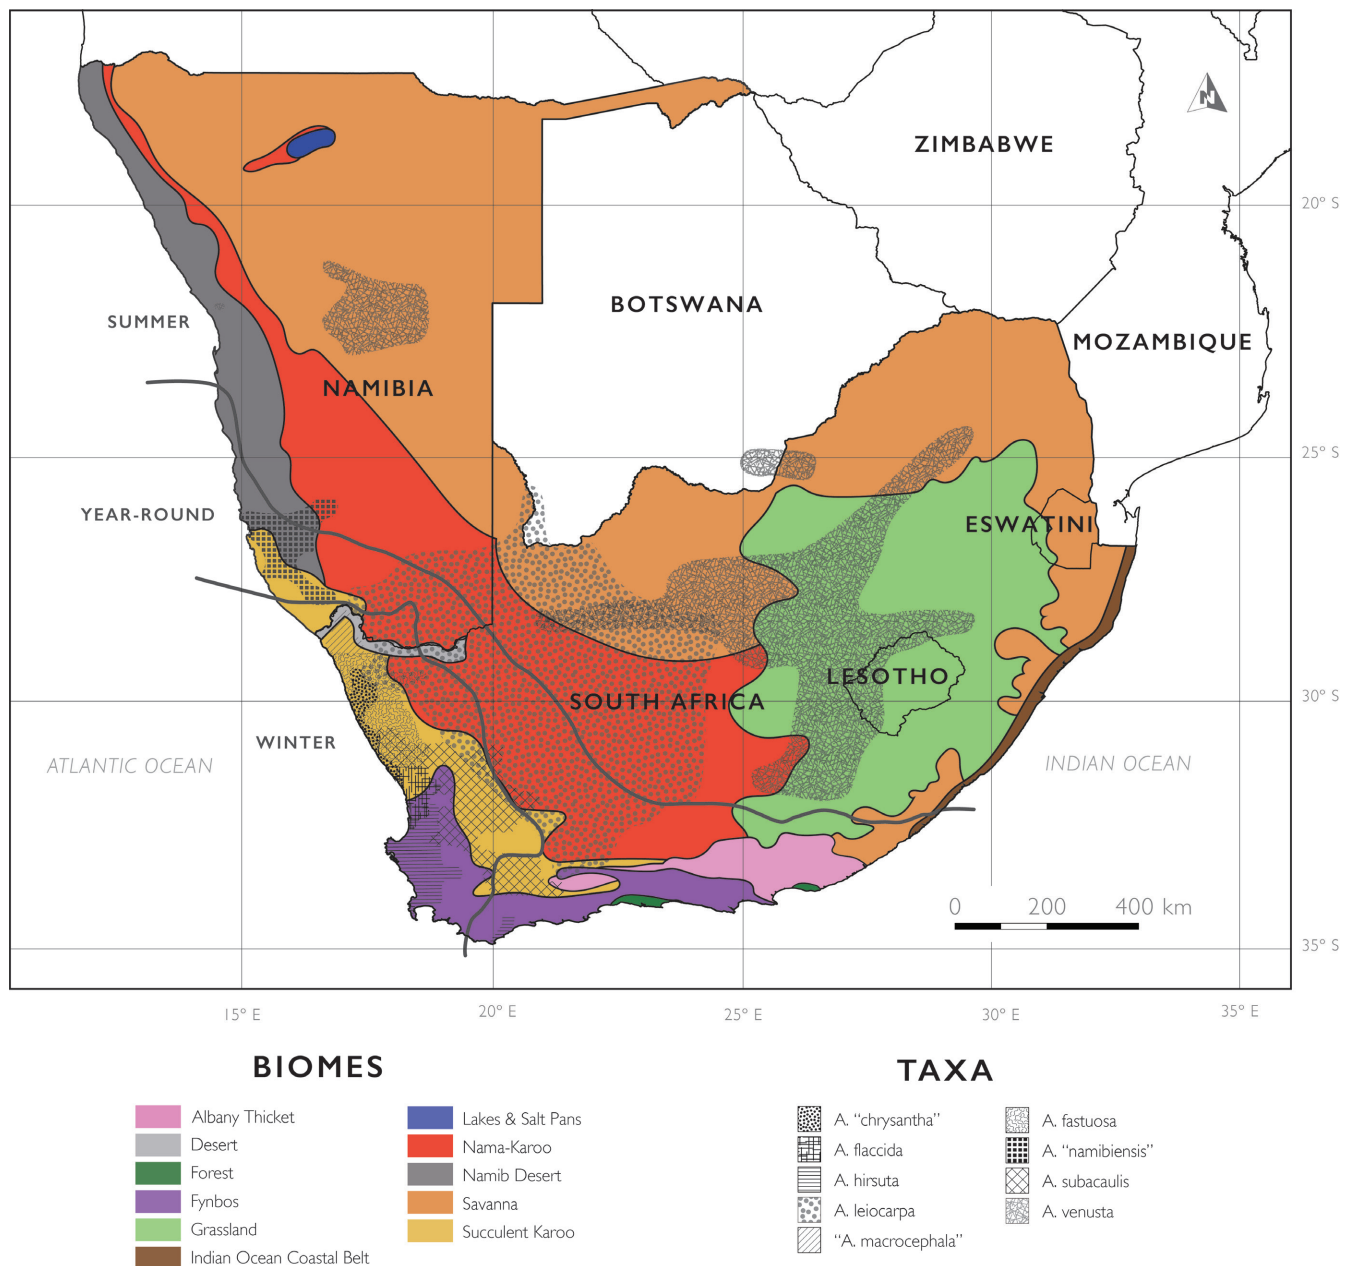 N
ZIMBABWE
20° S
BOTSWANA
SUMMER
MOZAMBIQUE
NAMIBIA
25° S
YEAR-ROUND
ESWATINI
LESOTHO
SOUTH AFRICA
30° S
WINTER
ATLANTIC OCEAN
INDIAN OCEAN
0 200 400 km
35° S
15° E 20° E 25° E 30° E 35° E
BIOMES
Albany Thicket
Desert
Forest
Fynbos
Grassland
Indian Ocean Coastal Belt
Lakes & Salt Pans
Nama-Karoo
Namib Desert
Savanna
Succulent Karoo
TAXA
A. “chrysantha”
A. flaccida
A. hirsuta
A. leiocarpa
“A. macrocephala”
A. fastuosa
A. “namibiensis”
A. subacaulis
A. venusta